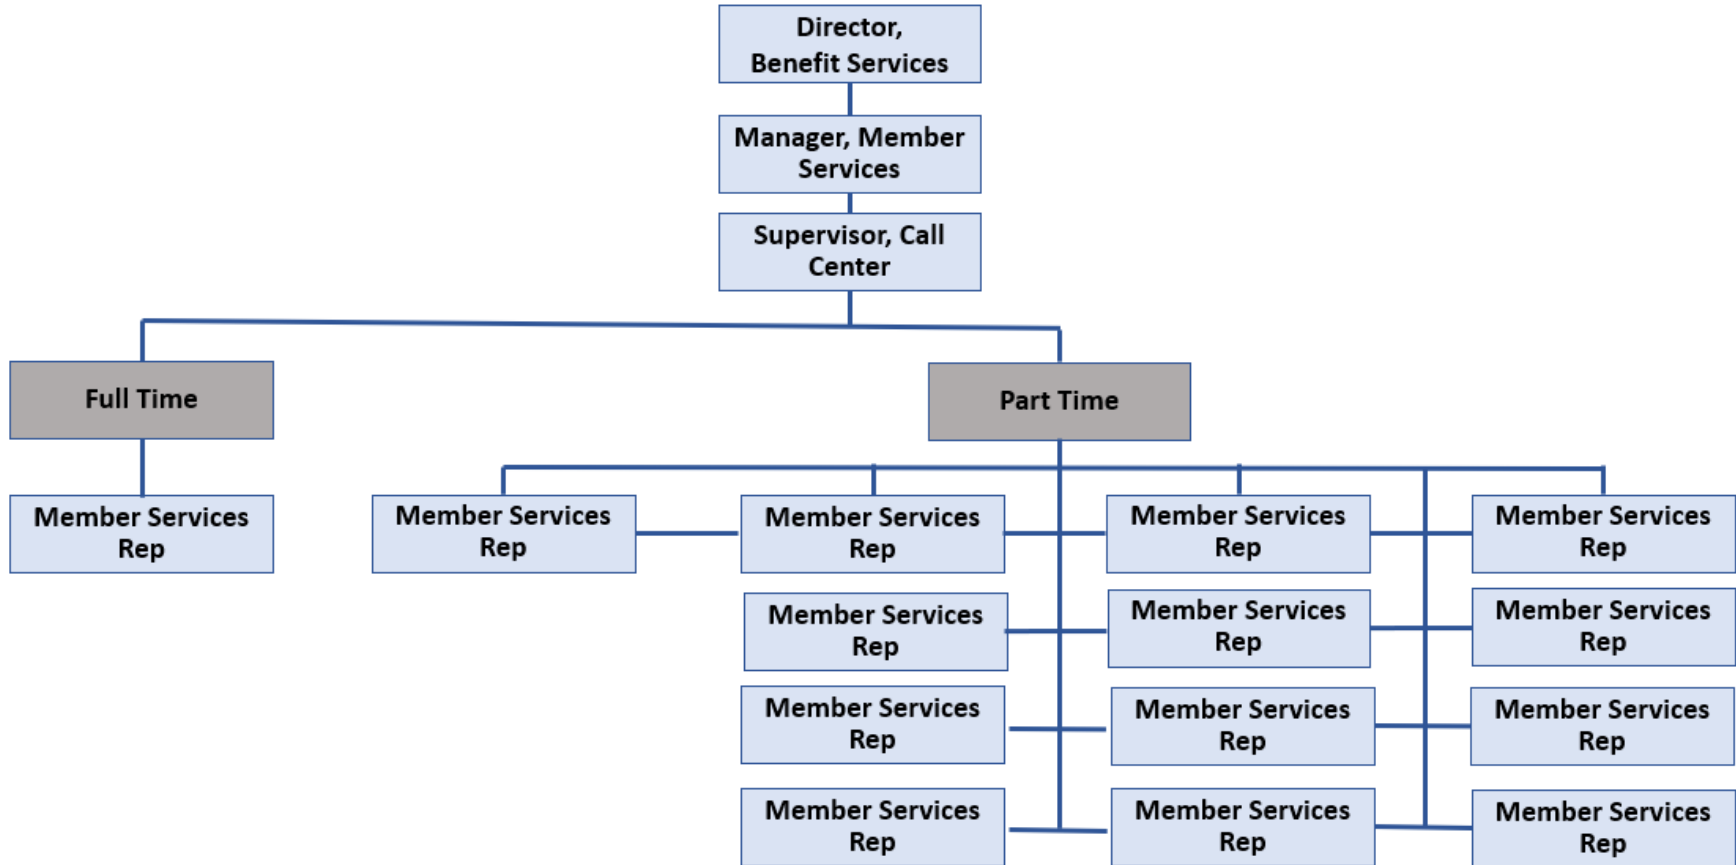 Director,
Benefit Services
Manager, Member
Services
Supervisor, Call
Center
Full Time
Part Time
Member Services
Rep
Member Services
Rep
Member Services
Rep
Member Services
Rep
Member Services
Rep
Member Services
Rep
Member Services
Rep
Member Services
Rep
Member Services
Rep
Member Services
Rep
Member Services
Rep
Member Services
Rep
Member Services
Rep
Member Services
Rep